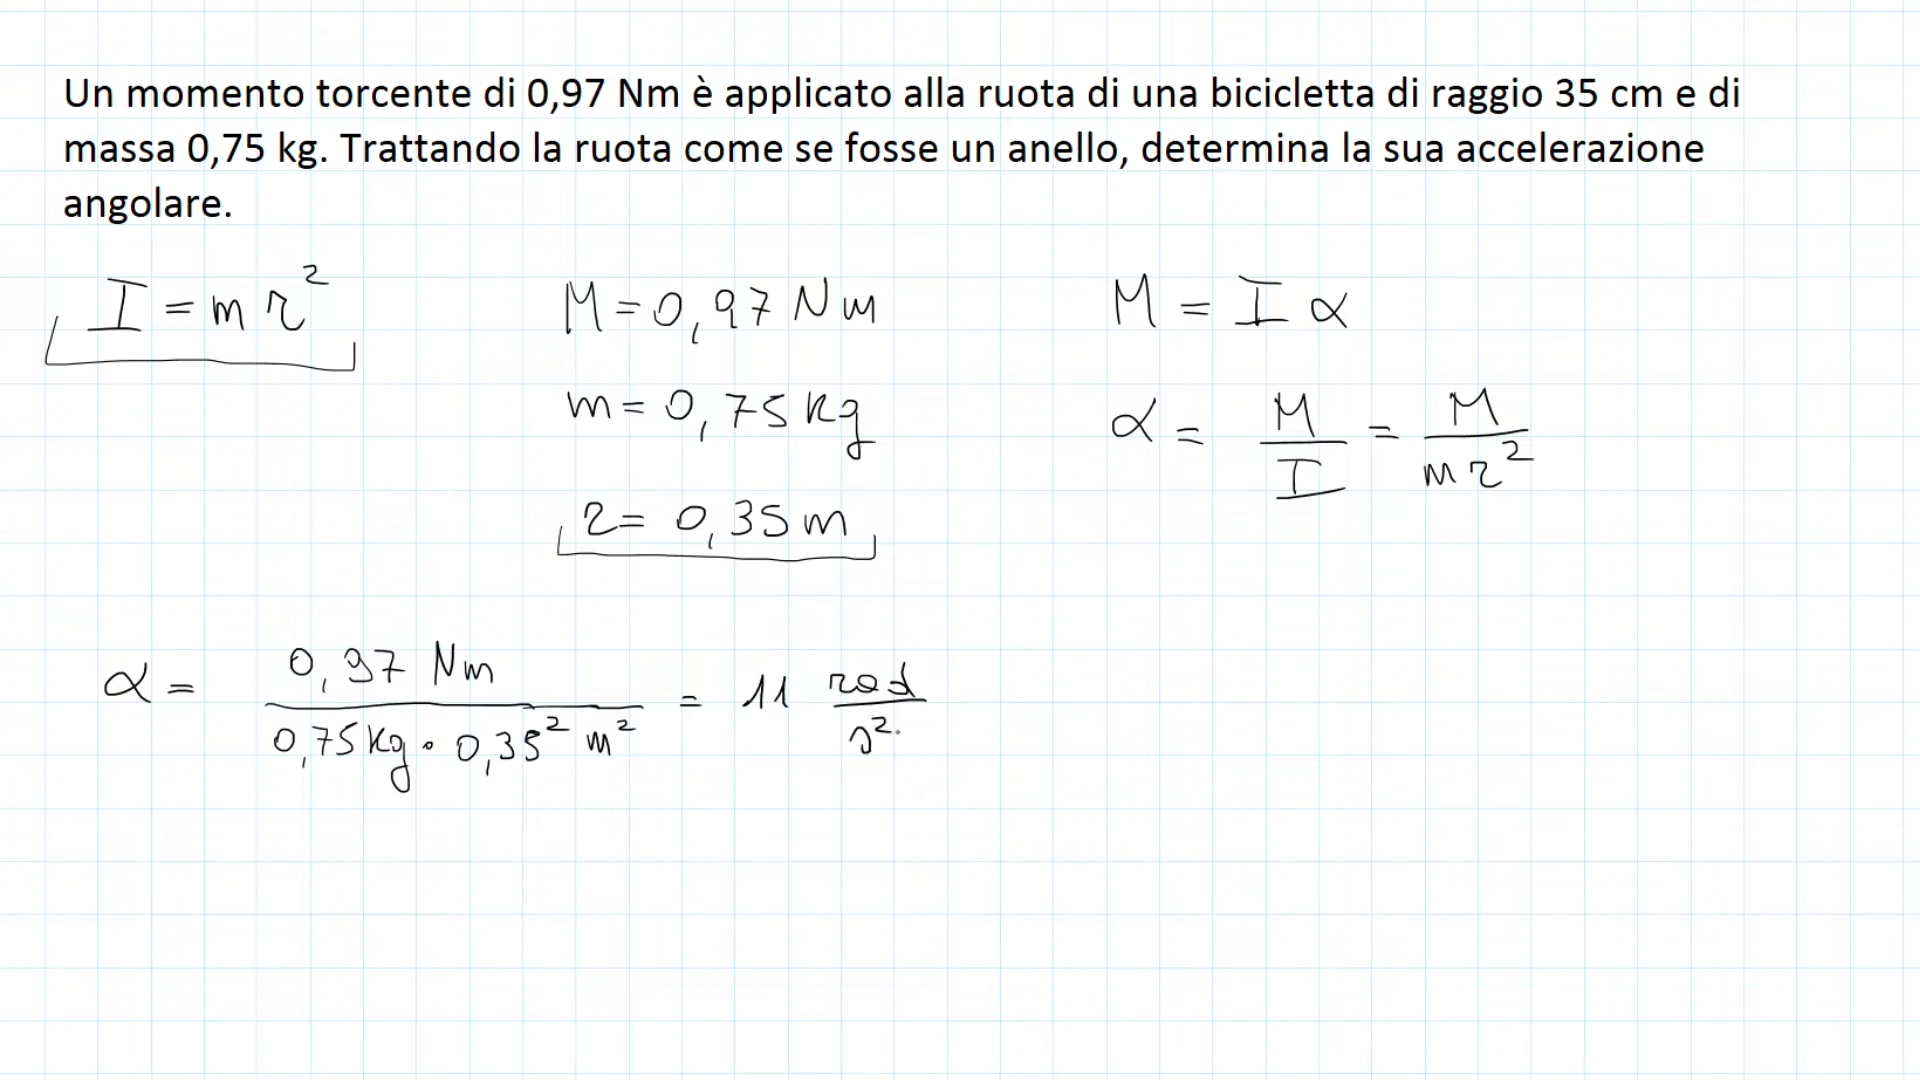 Un momento torcente di 0,97 Nm è applicato alla ruota di una bicicletta di raggio 35 cm e di
massa 0,75 kg. Trattando la ruota come se fosse un anello, determina la sua accelerazione
angolare.
I = m r²
M = 0,97 Nm
m = 0,75 kg
r = 0,35 m
M = I α
α = M/I = M/mr²
α = 0,97 Nm / 0,75 kg · 0,35² m² = 11 rad/s²